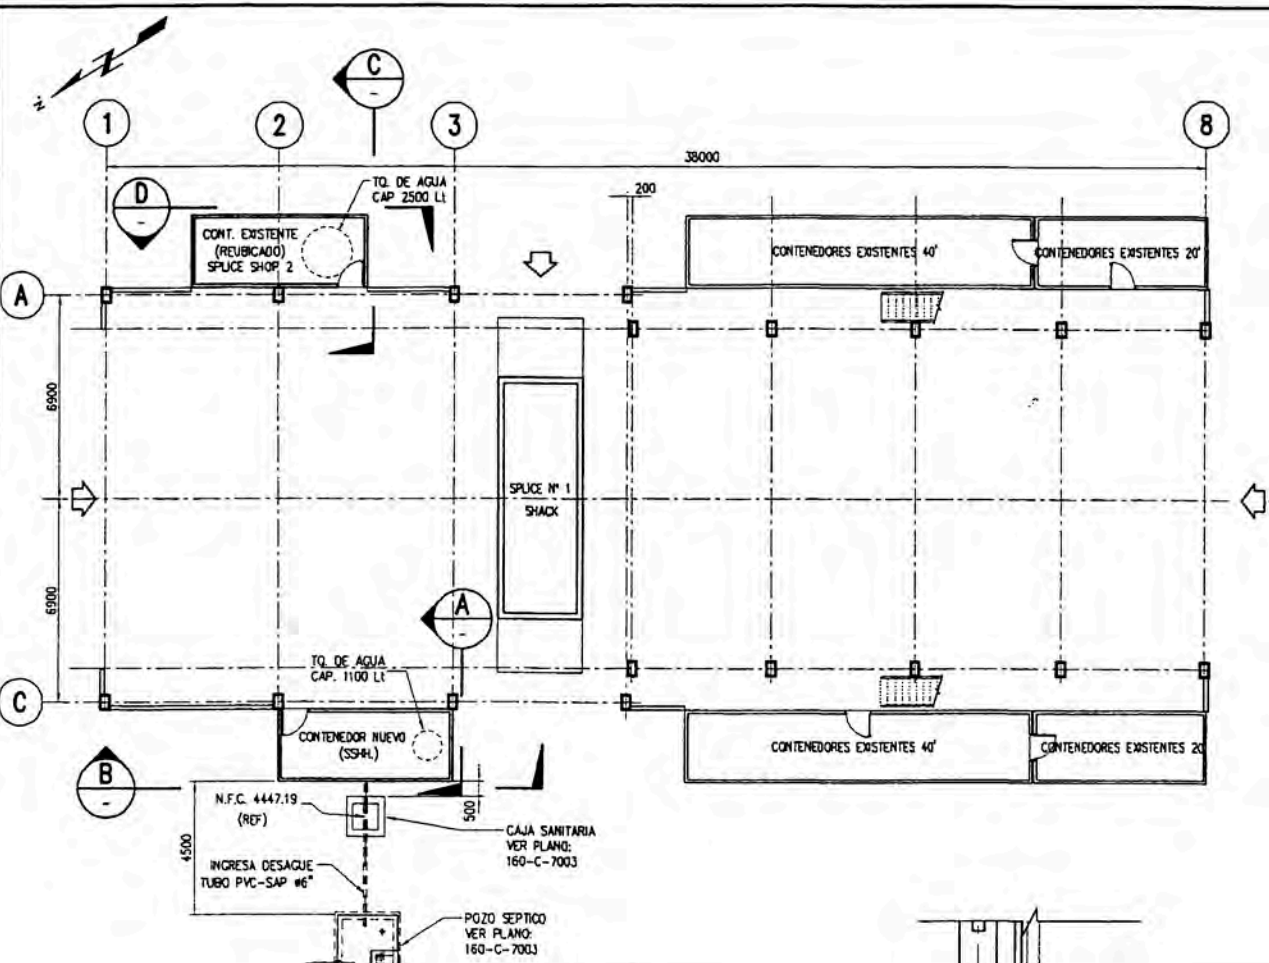 N
C
-
1
2
3
8
38000
D
-
TQ. DE AGUA
CAP 2500 Lt
200
CONT. EXISTENTE
(REUBICADO)
SPLICE SHOP 2
CONTENEDORES EXISTENTES 40'
CONTENEDORES EXISTENTES 20'
A
6900
SPLICE N° 1
SHACK
6900
A
-
TQ. DE AGUA
CAP. 1100 Lt
C
CONTENEDOR NUEVO
(SSHH.)
CONTENEDORES EXISTENTES 40'
CONTENEDORES EXISTENTES 20
B
-
N.F.C. 4447.19
(REF)
500
4500
CAJA SANITARIA
VER PLANO:
160-C-7003
INGRESA DESAGUE
TUBO PVC-SAP ø6"
POZO SEPTICO
VER PLANO:
160-C-7003